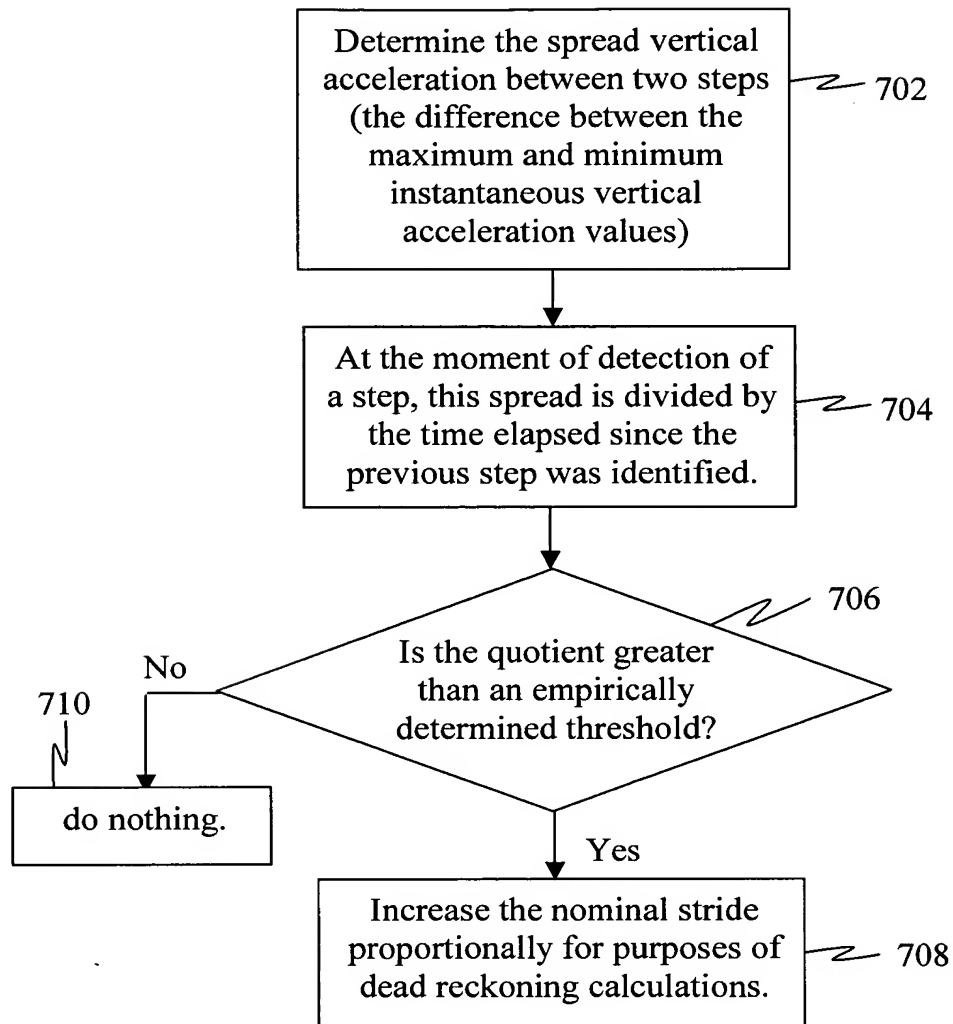 Determine the spread vertical
acceleration between two steps
(the difference between the
maximum and minimum
instantaneous vertical
acceleration values)
702
At the moment of detection of
a step, this spread is divided by
the time elapsed since the
previous step was identified.
704
706
Is the quotient greater
than an empirically
determined threshold?
No
710
do nothing.
Yes
Increase the nominal stride
proportionally for purposes of
dead reckoning calculations.
708